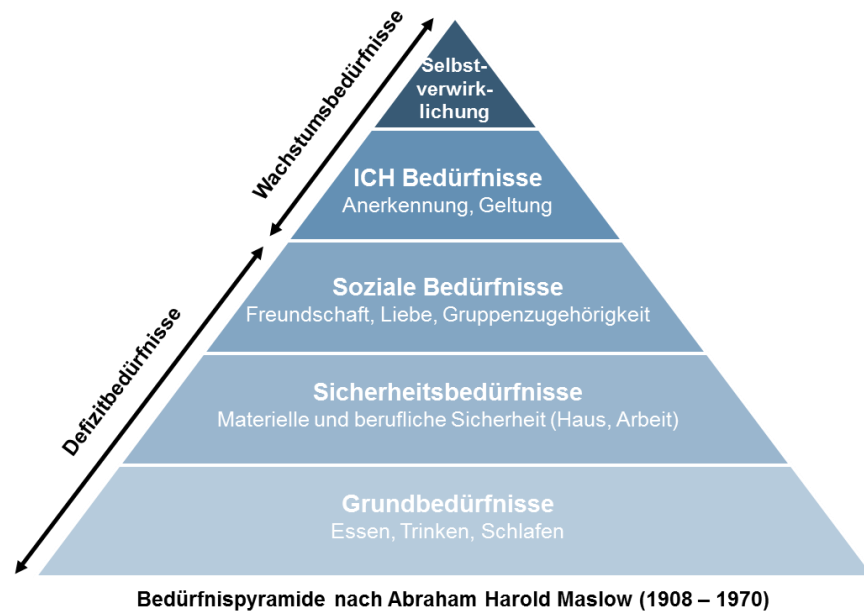 Selbst-
verwirk-
lichung
Wachstumsbedürfnisse
ICH Bedürfnisse
Anerkennung, Geltung
Soziale Bedürfnisse
Freundschaft, Liebe, Gruppenzugehörigkeit
Defizitbedürfnisse
Sicherheitsbedürfnisse
Materielle und berufliche Sicherheit (Haus, Arbeit)
Grundbedürfnisse
Essen, Trinken, Schlafen
Bedürfnispyramide nach Abraham Harold Maslow (1908 – 1970)